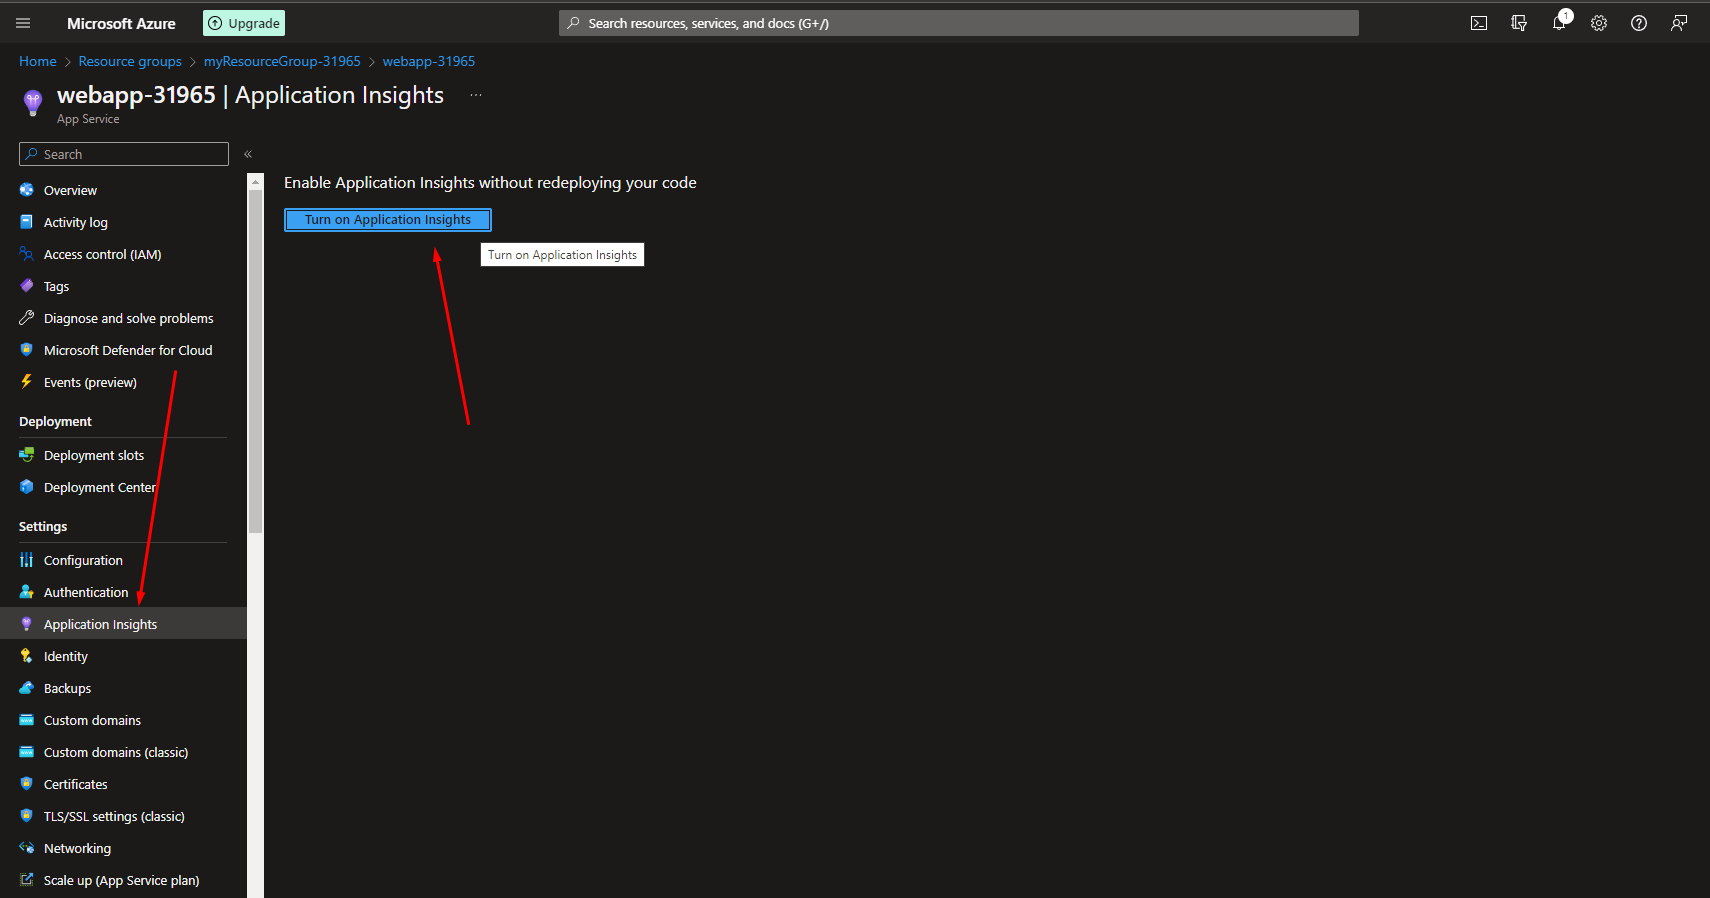 Microsoft Azure
Upgrade
Search resources, services, and docs (G+/)
1
Home > Resource groups > myResourceGroup-31965 > webapp-31965
webapp-31965 | Application Insights ...
App Service
Search
«
Overview
Activity log
Access control (IAM)
Tags
Diagnose and solve problems
Microsoft Defender for Cloud
Events (preview)
Deployment
Deployment slots
Deployment Center
Settings
Configuration
Authentication
Application Insights
Identity
Backups
Custom domains
Custom domains (classic)
Certificates
TLS/SSL settings (classic)
Networking
Scale up (App Service plan)
Enable Application Insights without redeploying your code
Turn on Application Insights
Turn on Application Insights